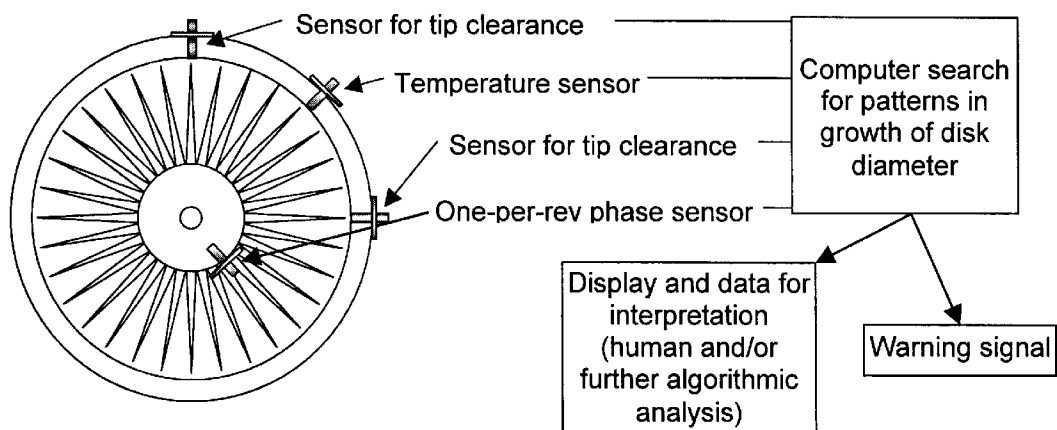 Sensor for tip clearance
Temperature sensor
Sensor for tip clearance
One-per-rev phase sensor
Computer search
for patterns in
growth of disk
diameter
Display and data for
interpretation
(human and/or
further algorithmic
analysis)
Warning signal